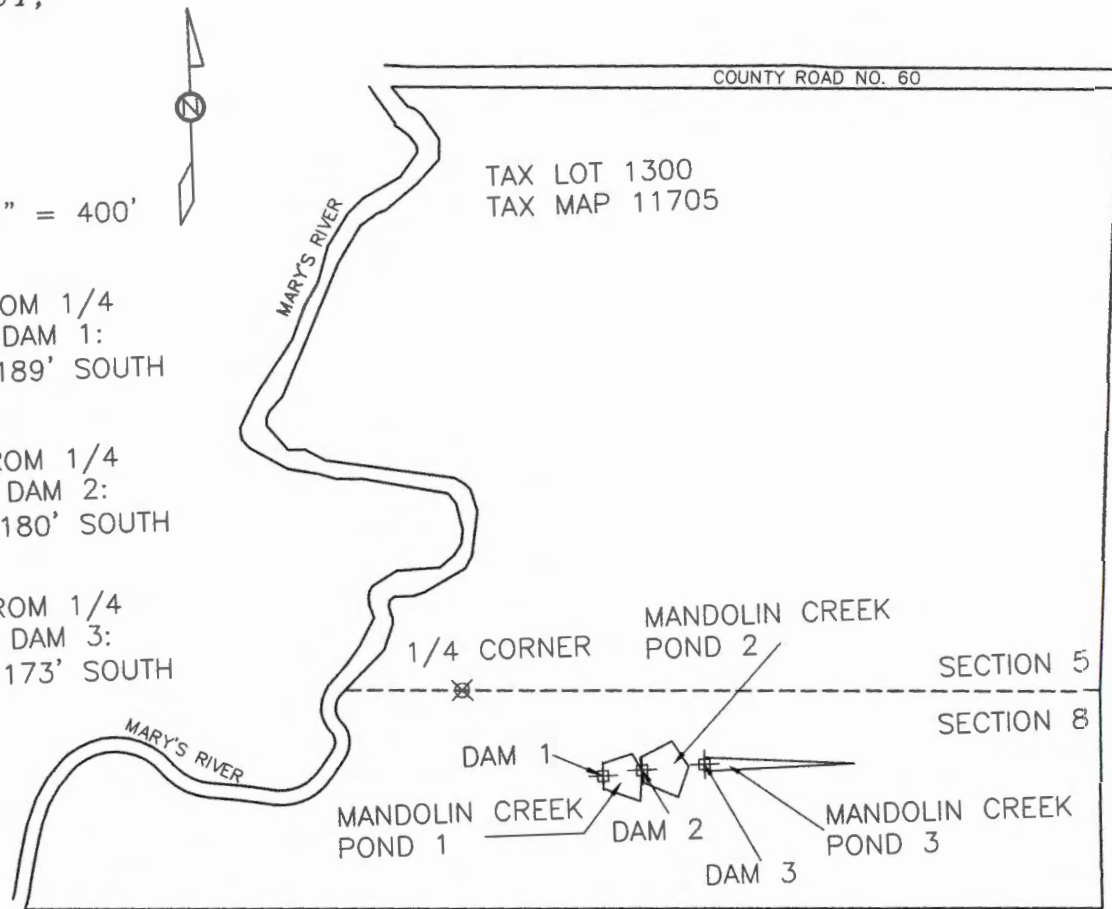 COUNTY ROAD NO. 60
N
TAX LOT 1300
TAX MAP 11705
" = 400'
MARY'S RIVER
1/4
DAM 1:
189' SOUTH
1/4
DAM 2:
180' SOUTH
1/4
DAM 3:
173' SOUTH
1/4 CORNER
MANDOLIN CREEK
POND 2
SECTION 5
SECTION 8
MARY'S RIVER
DAM 1
MANDOLIN CREEK
POND 1
DAM 2
MANDOLIN CREEK
POND 3
DAM 3